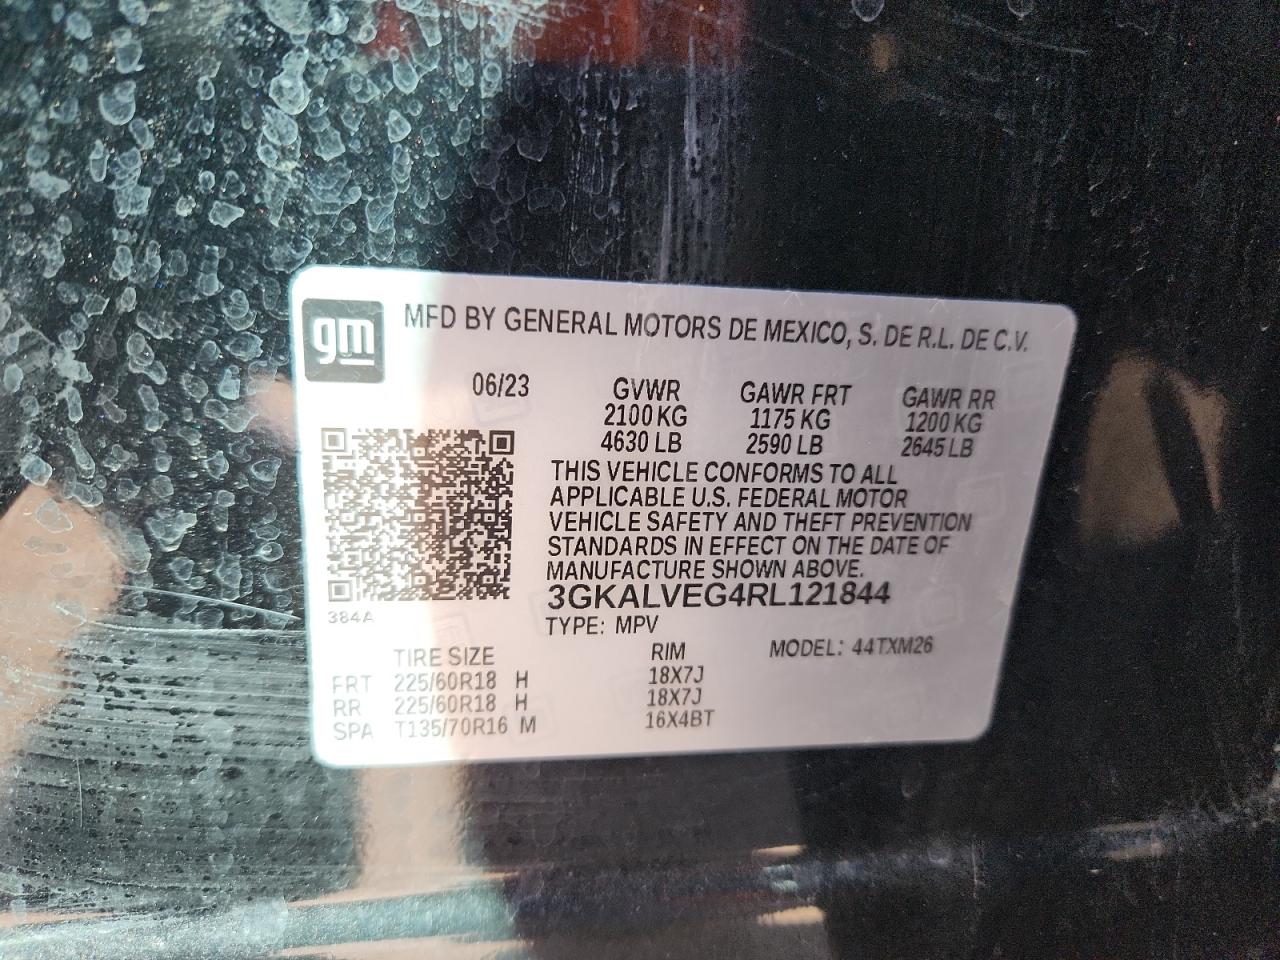 gm
MFD BY GENERAL MOTORS DE MEXICO, S. DE R.L. DE C.V.
06/23 GVWR GAWR FRT GAWR RR
2100 KG 1175 KG 1200 KG
4630 LB 2590 LB 2645 LB
THIS VEHICLE CONFORMS TO ALL
APPLICABLE U.S. FEDERAL MOTOR
VEHICLE SAFETY AND THEFT PREVENTION
STANDARDS IN EFFECT ON THE DATE OF
MANUFACTURE SHOWN ABOVE.
3GKALVEG4RL121844
384A
TYPE: MPV
TIRE SIZE RIM MODEL: 44TXM26
FRT 225/60R18 H 18X7J
RR 225/60R18 H 18X7J
SPA T135/70R16 M 16X4BT